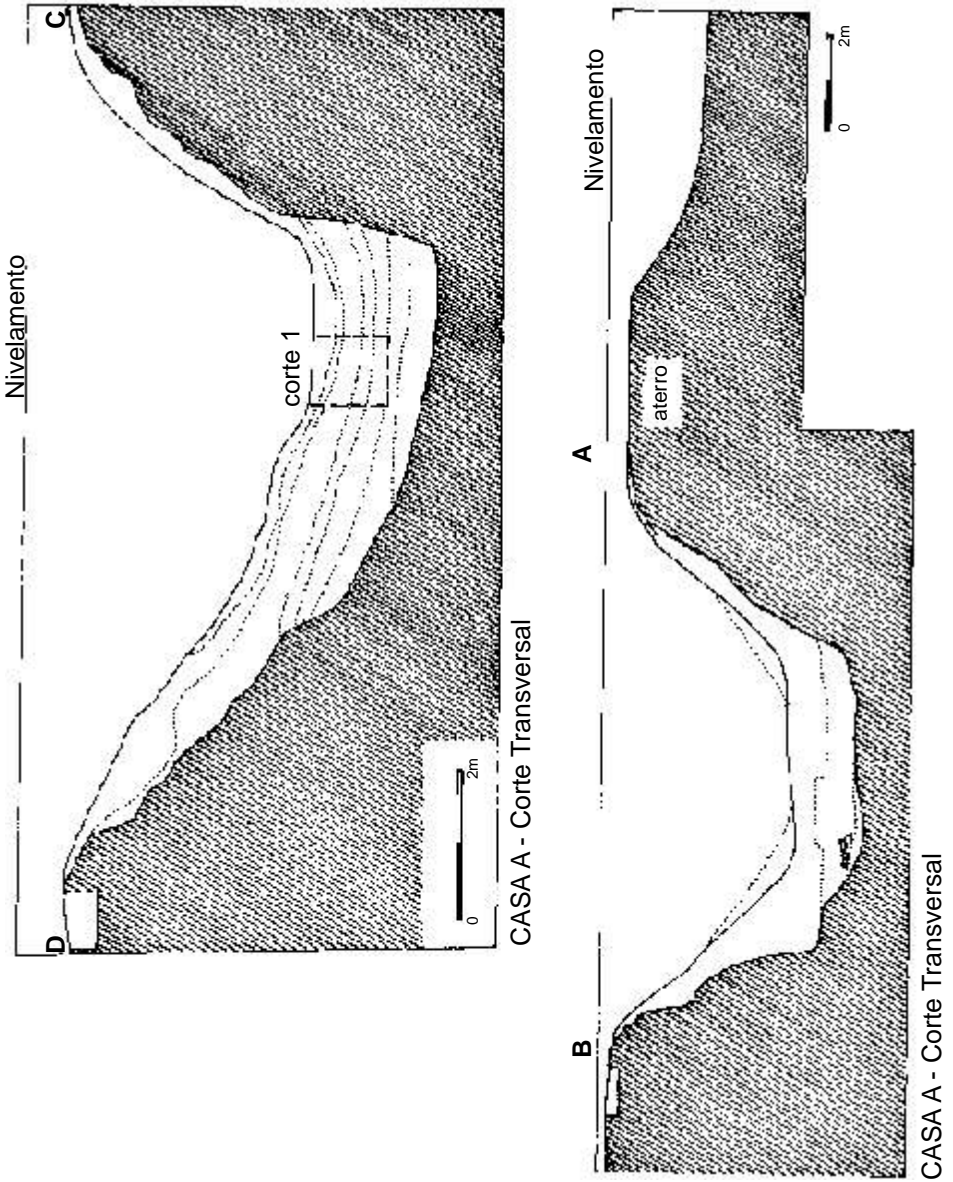 Nivelamento
D
C
corte 1
0 2m
CASA A - Corte Transversal
Nivelamento
B
A
aterro
0 2m
CASA A - Corte Transversal